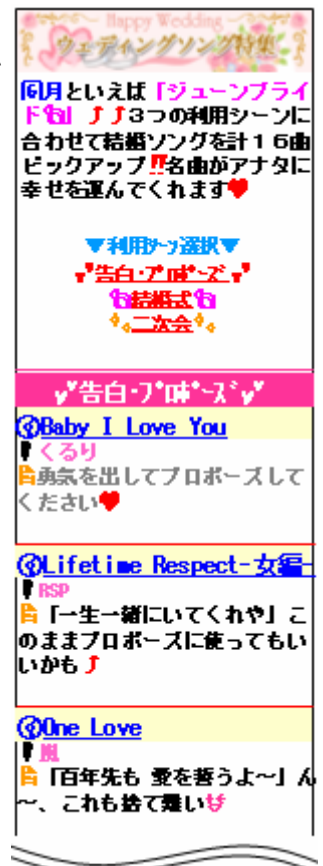 Happy Wedding
ウェディングソング特集
6月といえば「ジューンブライ
ド」3つの利用シーンに
合わせて結婚ソングを計16曲
ピックアップ!!名曲がアナタに
幸せを運んでくれます♥
▼利用シーン選択▼
告白・プロポーズ
結婚式
二次会
告白・プロポーズ
Baby I Love You
くるり
勇気を出してプロポーズして
ください♥
Lifetime Respect-女編-
RSP
「一生一緒にいてくれや」こ
のままプロポーズに使ってもい
いかも
One Love
嵐
「百年先も 愛を誓うよ～」ん
～、これも捨て難い